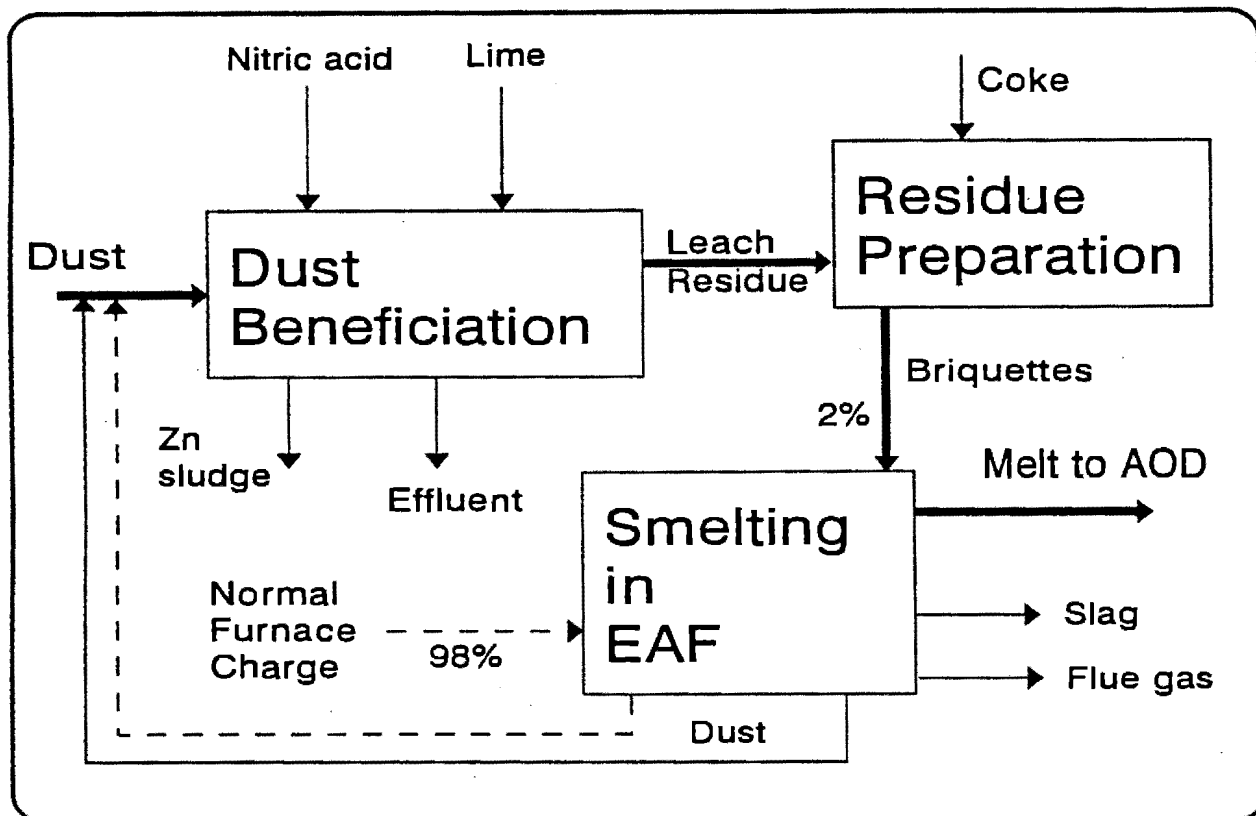 Nitric acid
Lime
Coke
Residue
Preparation
Dust
Dust
Beneficiation
Leach
Residue
Briquettes
2%
Zn
sludge
Effluent
Melt to AOD
Smelting
in
EAF
Normal
Furnace
Charge
98%
Slag
Flue gas
Dust